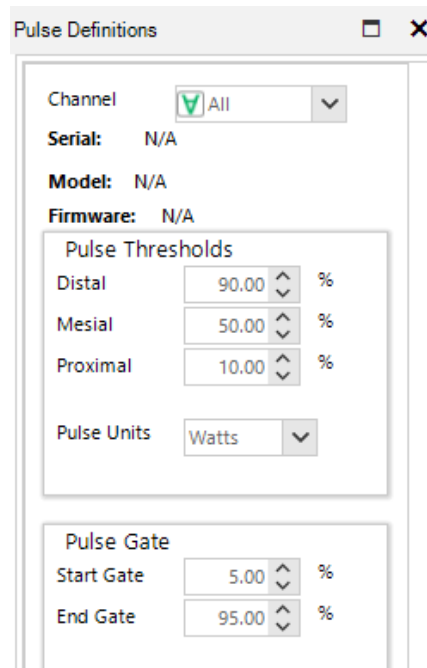 Pulse Definitions
Channel All
Serial: N/A
Model: N/A
Firmware: N/A
Pulse Thresholds
Distal 90.00 %
Mesial 50.00 %
Proximal 10.00 %
Pulse Units Watts
Pulse Gate
Start Gate 5.00 %
End Gate 95.00 %